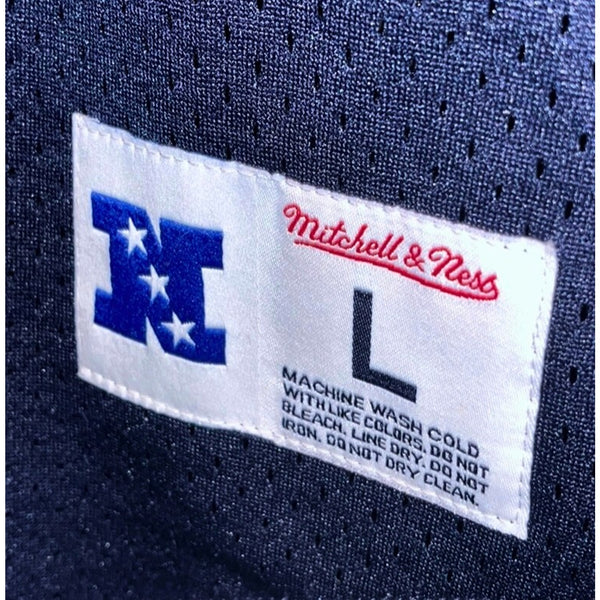 N
Mitchell & Ness
L
MACHINE WASH COLD
WITH LIKE COLORS. DO NOT
BLEACH. LINE DRY. DO NOT
IRON. DO NOT DRY CLEAN.